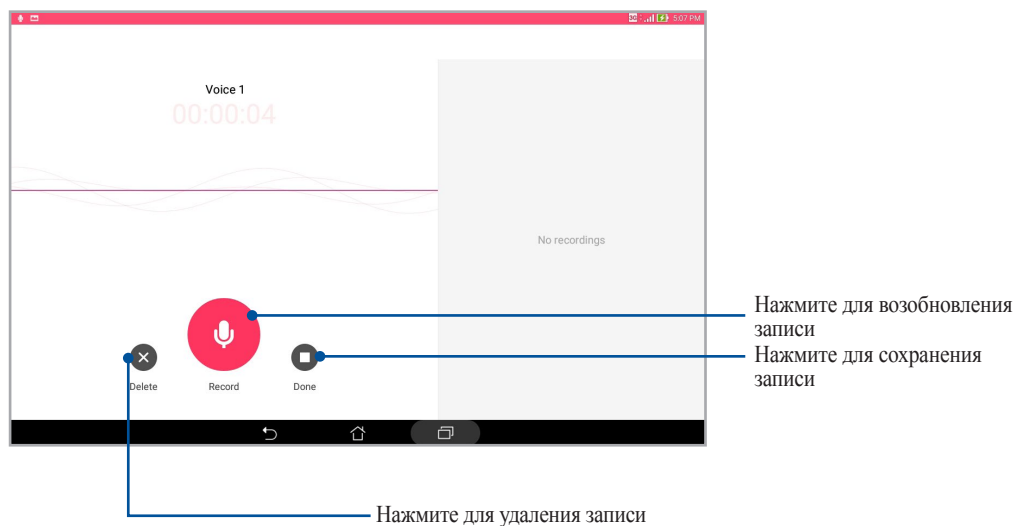 3G 5:07 PM
Voice 1
00:00:04
No recordings
Delete
Record
Done
Нажмите для возобновления
записи
Нажмите для сохранения
записи
Нажмите для удаления записи